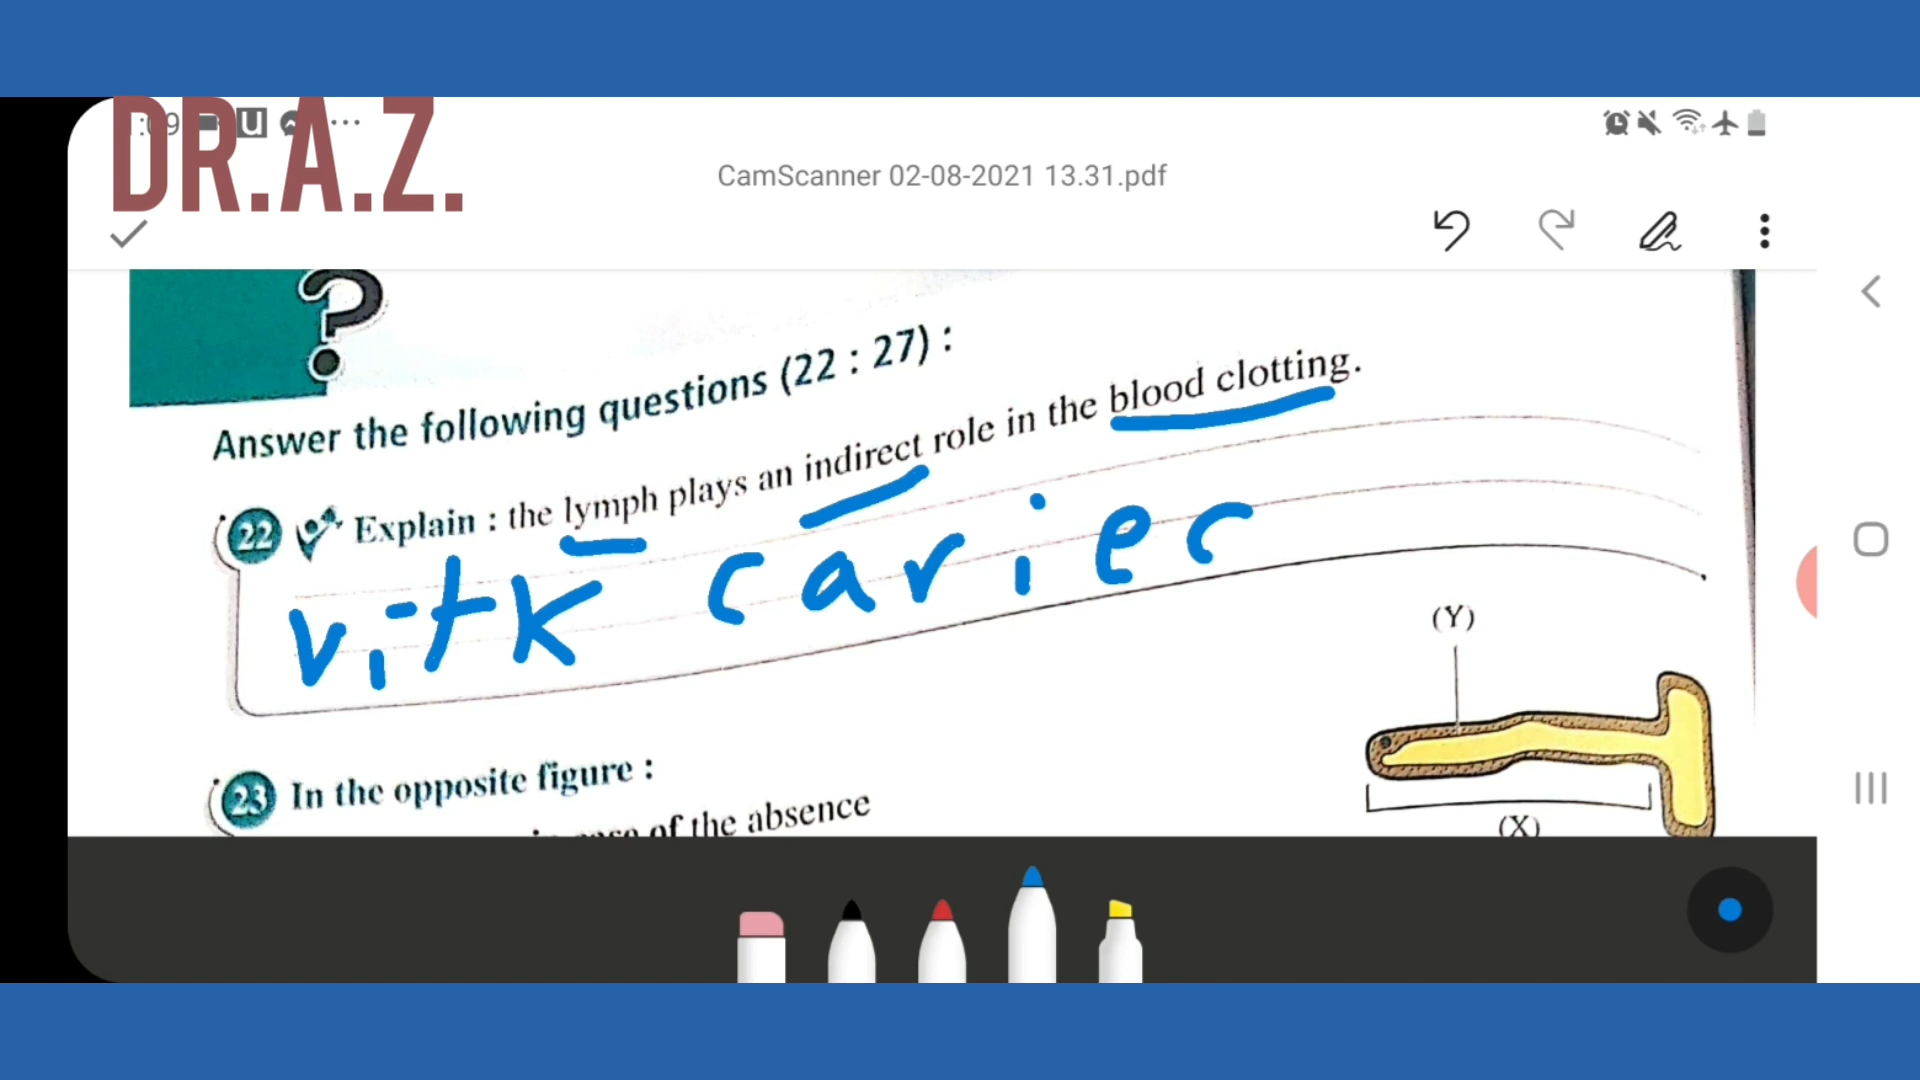 DR.A.Z.
CamScanner 02-08-2021 13.31.pdf
?
Answer the following questions (22 : 27) :
22 Explain : the lymph plays an indirect role in the blood clotting.
vit K carier
(Y)
23 In the opposite figure :
of the absence
(X)